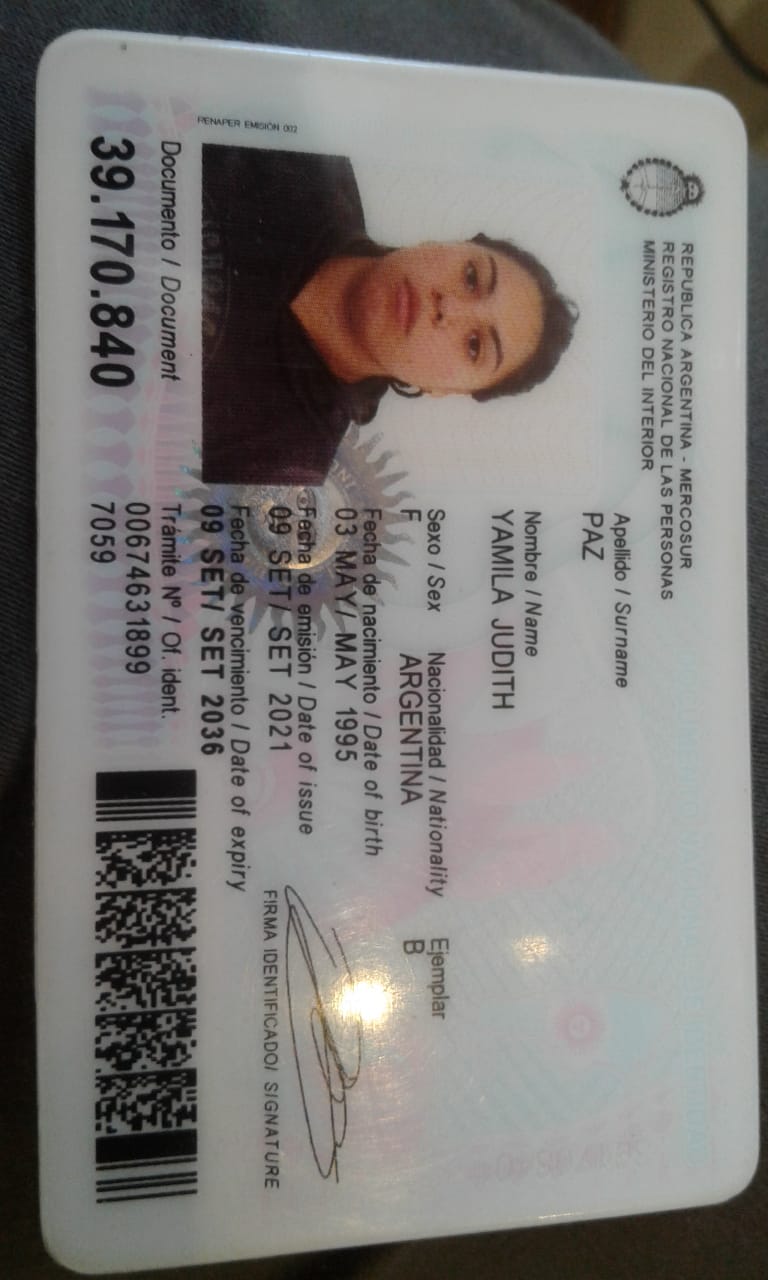 REPUBLICA ARGENTINA - MERCOSUR
REGISTRO NACIONAL DE LAS PERSONAS
MINISTERIO DEL INTERIOR
Apellido / Surname
PAZ
Nombre / Name
YAMILA JUDITH
Sexo / Sex Nacionalidad / Nationality Ejemplar
F ARGENTINA B
Fecha de nacimiento / Date of birth
03 MAY/ MAY 1995
Fecha de emisión / Date of issue
09 SET/ SET 2021
Fecha de vencimiento / Date of expiry
09 SET/ SET 2036
FIRMA IDENTIFICADO/ SIGNATURE
RENAPER EMISIÓN 002
Documento / Document
39.170.840
Trámite Nº / Of. ident.
00674631899
7059